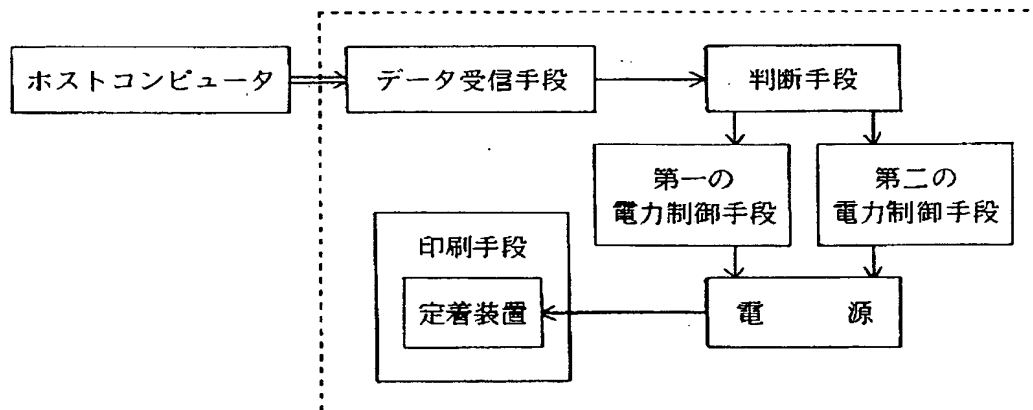 ホストコンピュータ
データ受信手段
判断手段
第一の
電力制御手段
第二の
電力制御手段
印刷手段
定着装置
電 源